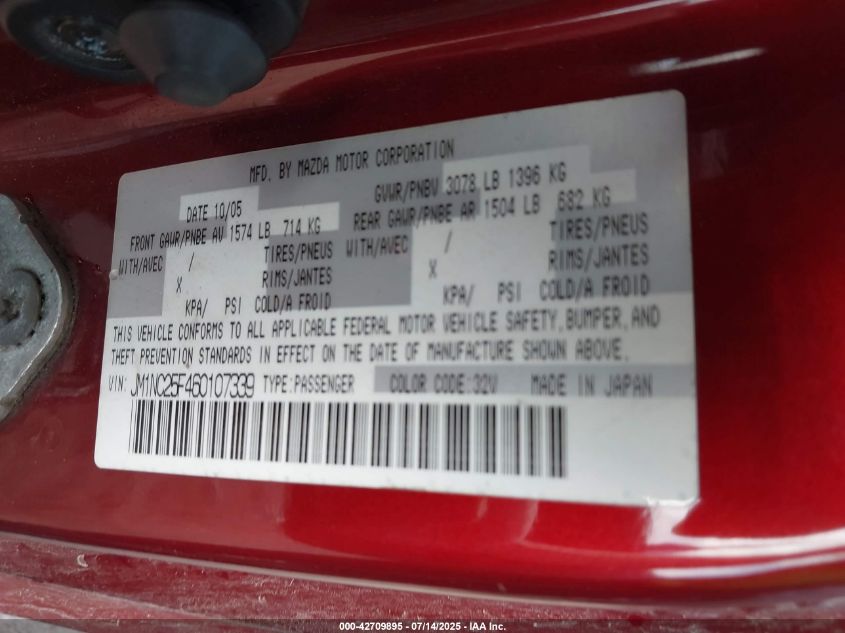 MFD. BY MAZDA MOTOR CORPORATION
DATE 10/05 GVWR/PNBV 3078 LB 1396 KG
FRONT GAWR/PNBE AV 1574 LB 714 KG REAR GAWR/PNBE AR 1504 LB 682 KG
WITH/AVEC / TIRES/PNEUS WITH/AVEC / TIRES/PNEUS
X RIMS/JANTES X RIMS/JANTES
KPA/ PSI COLD/A FROID KPA/ PSI COLD/A FROID
THIS VEHICLE CONFORMS TO ALL APPLICABLE FEDERAL MOTOR VEHICLE SAFETY, BUMPER, AND
THEFT PREVENTION STANDARDS IN EFFECT ON THE DATE OF MANUFACTURE SHOWN ABOVE.
VIN: JM1NC25F460107339 TYPE:PASSENGER COLOR CODE:32V MADE IN JAPAN
000-42709895 - 07/14/2025 - IAA Inc.